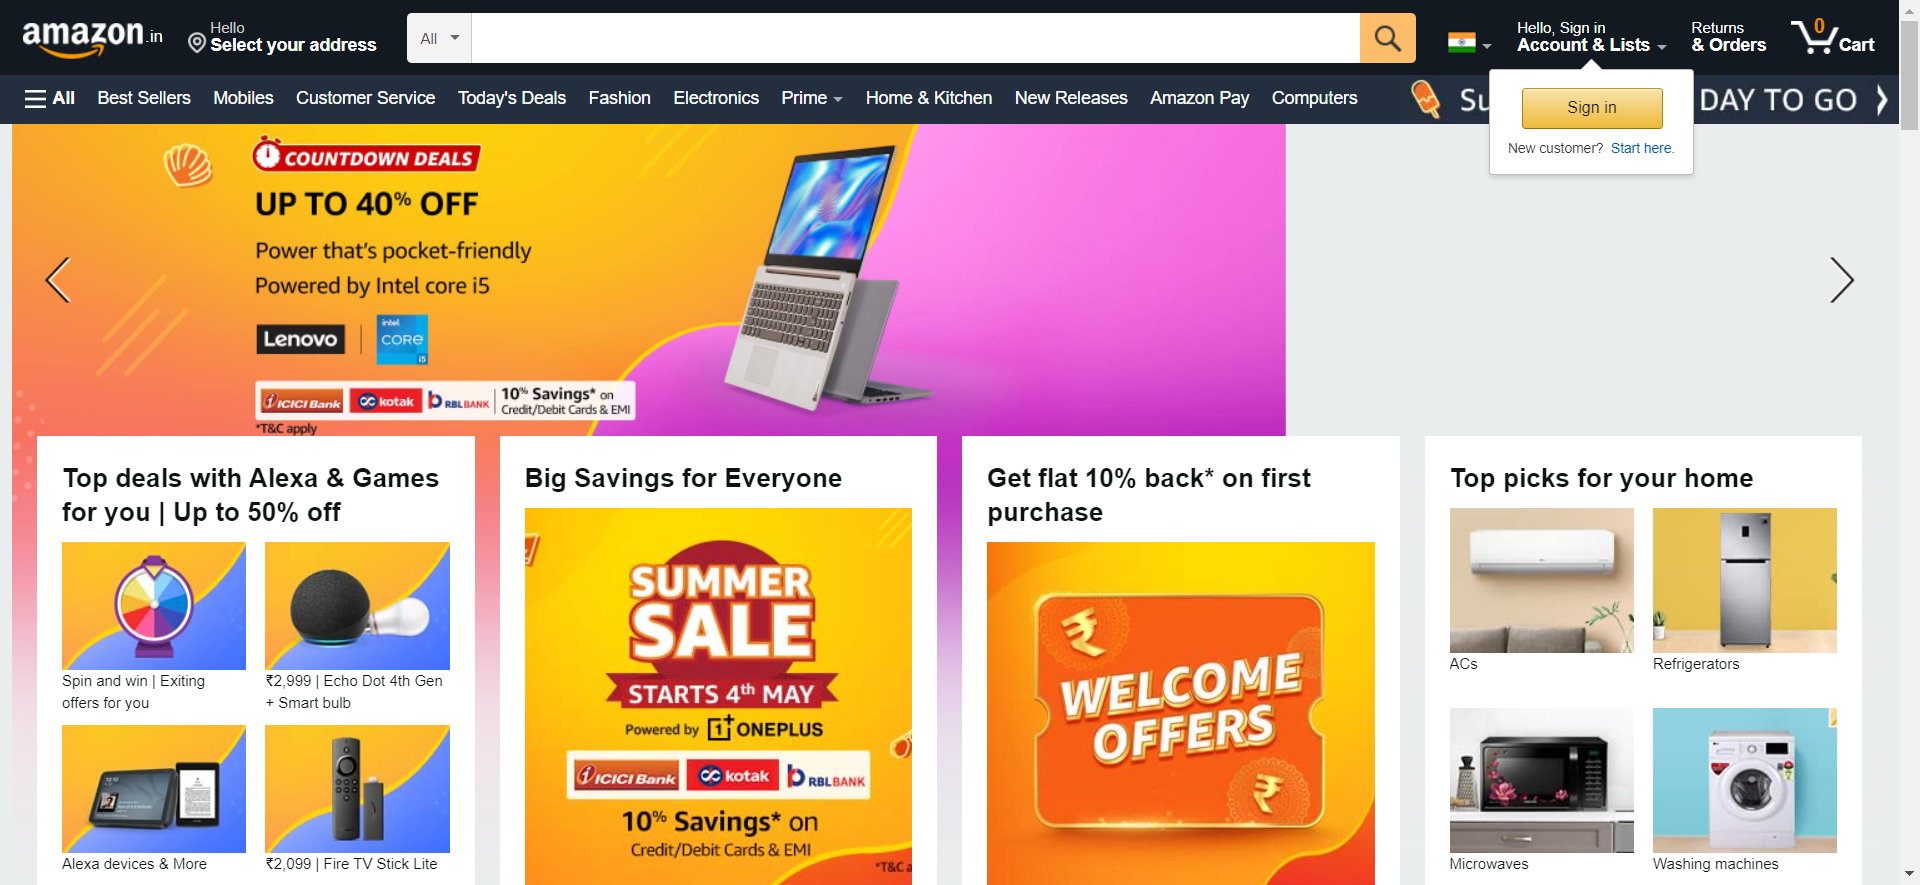 amazon.in
Hello
Select your address
All
Hello, Sign in
Account & Lists
Returns
& Orders
0
Cart
All
Best Sellers
Mobiles
Customer Service
Today's Deals
Fashion
Electronics
Prime
Home & Kitchen
New Releases
Amazon Pay
Computers
Su
DAY TO GO
Sign in
New customer? Start here.
COUNTDOWN DEALS
UP TO 40% OFF
Power that's pocket-friendly
Powered by Intel core i5
Lenovo
intel
CORE
i5
ICICI Bank
kotak
RBLBANK
10% Savings* on
Credit/Debit Cards & EMI
*T&C apply
Top deals with Alexa & Games
for you | Up to 50% off
Spin and win | Exiting
offers for you
₹2,999 | Echo Dot 4th Gen
+ Smart bulb
Alexa devices & More
₹2,099 | Fire TV Stick Lite
Big Savings for Everyone
SUMMER
SALE
STARTS 4th MAY
Powered by 1+ ONEPLUS
ICICI Bank
kotak
RBLBANK
10% Savings* on
Credit/Debit Cards & EMI
*T&C a
Get flat 10% back* on first
purchase
WELCOME
OFFERS
Top picks for your home
ACs
Refrigerators
Microwaves
Washing machines